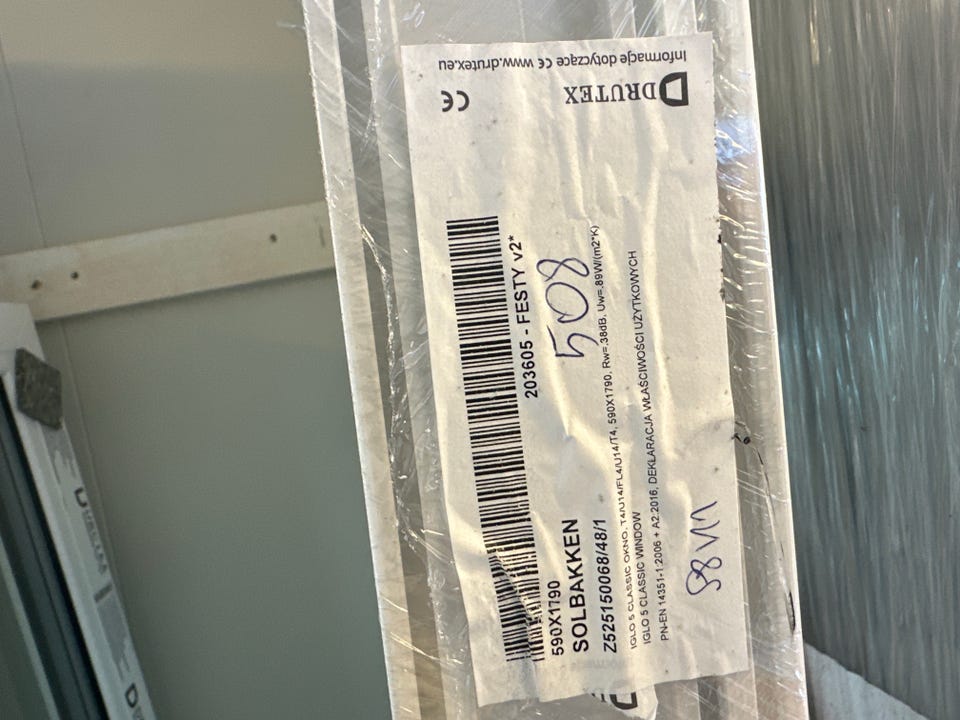 Informacje dotyczące CE www.drutex.eu
DRUTEX
CE
203605 - FESTY v2*
508
590X1790
SOLBAKKEN
Z525150068/48/1
IGLO 5 CLASSIC OKNO, T4/U14/FL4/U14/T4, 590X1790, Rw=.38dB, Uw=.89W/(m2*K)
IGLO 5 CLASSIC WINDOW
PN-EN 14351-1:2006 + A2:2016, DEKLARACJA WŁAŚCIWOŚCI UŻYTKOWYCH